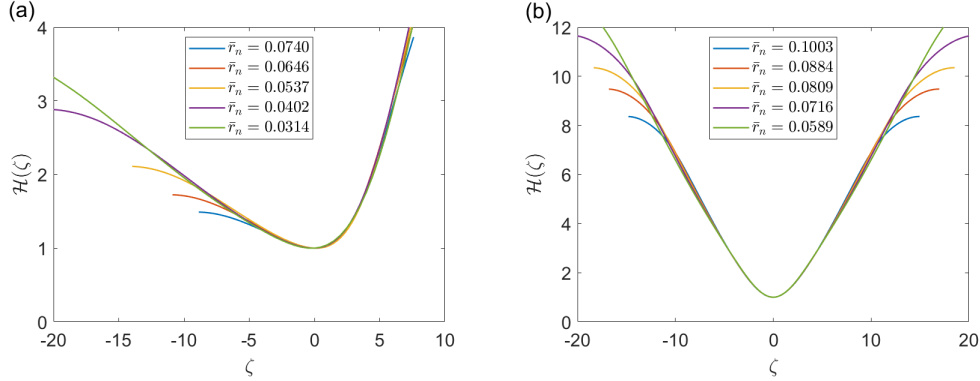 (a)
4
3
2
1
0
-20 -15 -10 -5 0 5 10
ζ
ℋ(ζ)
r̄ₙ = 0.0740
r̄ₙ = 0.0646
r̄ₙ = 0.0537
r̄ₙ = 0.0402
r̄ₙ = 0.0314
(b)
12
10
8
6
4
2
0
-20 -10 0 10 20
ζ
ℋ(ζ)
r̄ₙ = 0.1003
r̄ₙ = 0.0884
r̄ₙ = 0.0809
r̄ₙ = 0.0716
r̄ₙ = 0.0589